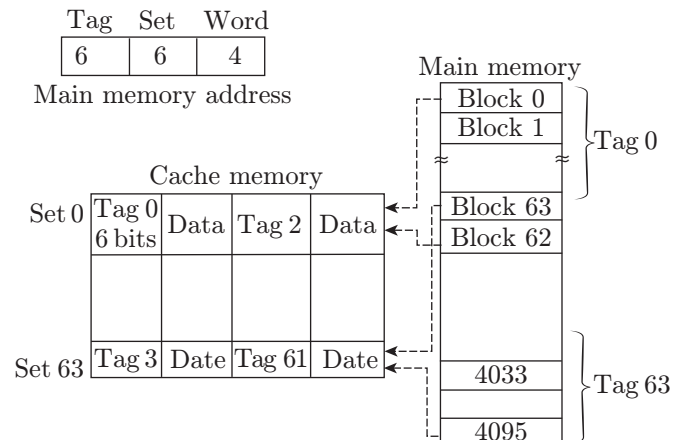 Tag Set Word
6 6 4
Main memory address
Main memory
Block 0
Block 1
Tag 0
≈ ≈
Cache memory
Set 0
Tag 0
6 bits
Data
Tag 2
Data
Block 63
Block 62
Set 63
Tag 3
Date
Tag 61
Date
4033
Tag 63
4095